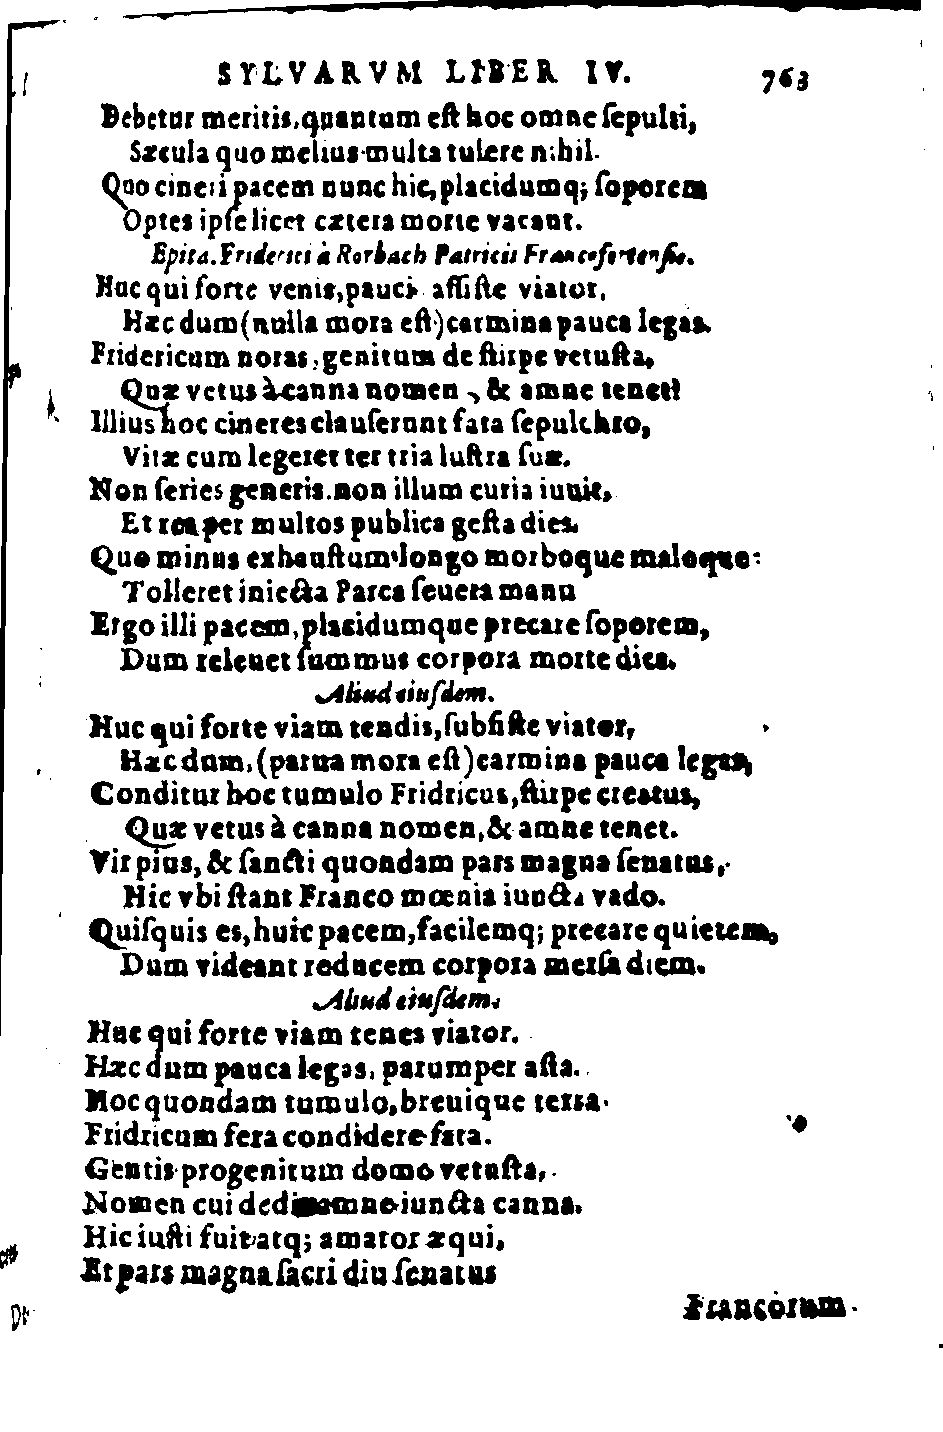 SYLVARVM LIBER IV. 763
Debetur meritis, quantum eſt hoc omne ſepulti,
Sæcula quo melius multa tulere nihil.
Quo cineri pacem nunc hic, placidumq; ſoporem
Optes ipſe licet cætera morte vacant.
Epita. Friderici à Rorbach Patricii Francofortenſis.
Huc qui forte venis, pauci aſſiſte viator,
Hæc dum (nulla mora eſt) carmina pauca legas.
Fridericum noras, genitum de ſtirpe vetuſta,
Quæ vetus à canna nomen, & amne tenet!
Illius hoc cineres clauſerunt fata ſepulchro,
Vitæ cum legeret ter tria luſtra ſuæ.
Non ſeries generis. non illum curia iuuit,
Et rea per multos publica geſta dies.
Quo minus exhauſtum longo morboque maloque:
Tolleret iniecta Parca ſeuera manu
Ergo illi pacem, placidumque precare ſoporem,
Dum releuet ſummus corpora morte dies.
Aliud eiuſdem.
Huc qui forte viam tendis, ſubſiſte viator,
Hæc dum, (parua mora eſt) carmina pauca legas,
Conditur hoc tumulo Fridricus, ſtirpe creatus,
Quæ vetus à canna nomen, & amne tenet.
Vir pius, & ſancti quondam pars magna ſenatus,
Hic vbi ſtant Franco mœnia iuncta vado.
Quiſquis es, huic pacem, facilemq; precare quietem,
Dum videant reducem corpora merſa diem.
Aliud eiuſdem.
Huc qui forte viam tenes viator.
Hæc dum pauca legas, parumper aſta.
Hoc quondam tumulo, breuique terra
Fridricum fera condidere fata.
Gentis progenitum domo vetuſta,
Nomen cui dedit amne iuncta canna.
Hic iuſti fuit atq; amator æqui,
Et pars magna ſacri diu ſenatus
Francorum.